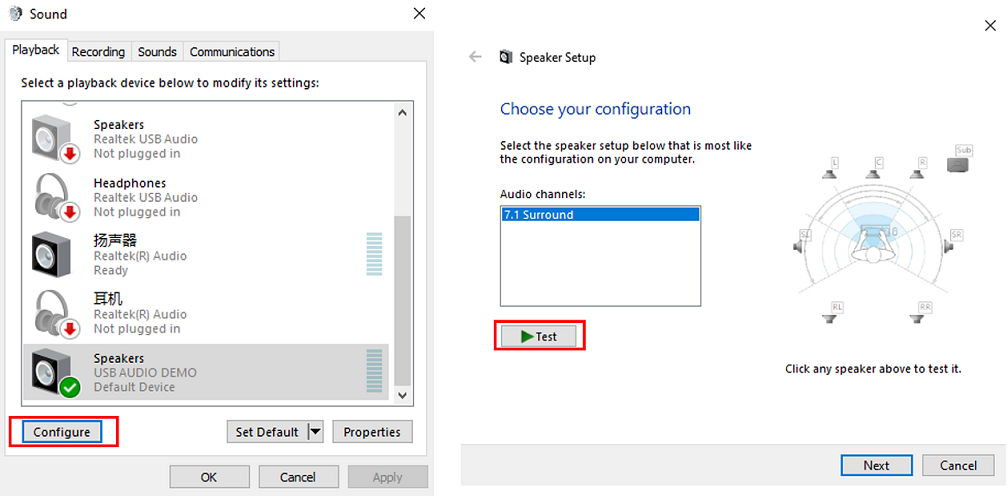 Sound
Playback
Recording
Sounds
Communications
Select a playback device below to modify its settings:
Speakers
Realtek USB Audio
Not plugged in
Headphones
Realtek USB Audio
Not plugged in
扬声器
Realtek(R) Audio
Ready
耳机
Realtek(R) Audio
Not plugged in
Speakers
USB AUDIO DEMO
Default Device
Configure
Set Default
Properties
OK
Cancel
Apply
Speaker Setup
Choose your configuration
Select the speaker setup below that is most like
the configuration on your computer.
Audio channels:
7.1 Surround
Test
L
C
R
Sub
SL
SR
RL
RR
Click any speaker above to test it.
Next
Cancel